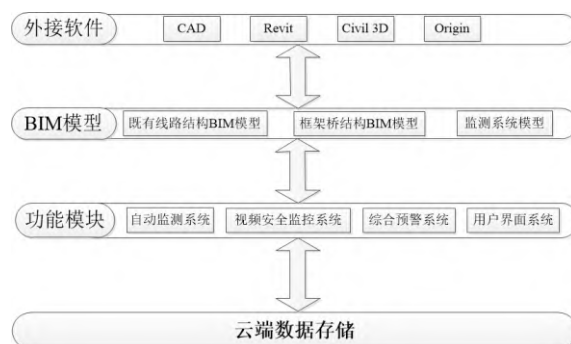 外接软件 CAD Revit Civil 3D Origin
BIM模型 既有线路结构BIM模型 框架桥结构BIM模型 监测系统模型
功能模块 自动监测系统 视频安全监控系统 综合预警系统 用户界面系统
云端数据存储